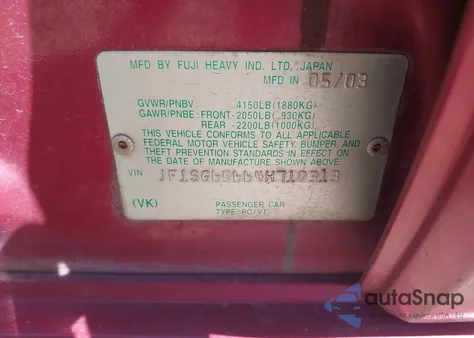 MFD BY FUJI HEAVY IND. LTD. JAPAN
MFD IN 05/03
GVWR/PNBV 4150LB(1880KG)
GAWR/PNBE: FRONT-2050LB( 930KG)
REAR -2200LB(1000KG)
THIS VEHICLE CONFORMS TO ALL APPLICABLE
FEDERAL MOTOR VEHICLE SAFETY, BUMPER, AND
THEFT PREVENTION STANDARDS IN EFFECT ON
THE DATE OF MANUFACTURE SHOWN ABOVE.
VIN
(VK) PASSENGER CAR
TYPE:PC/VT
autaSnap